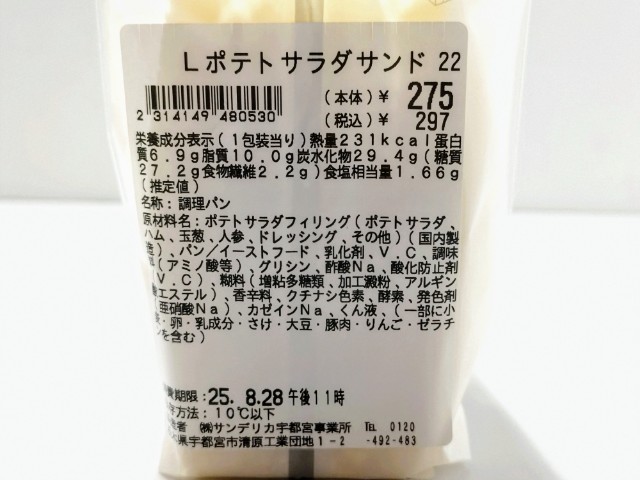 Lポテトサラダサンド 22
2 314149 480530
(本体)¥ 275
(税込)¥ 297
栄養成分表示(1包装当り)熱量231kcal蛋白
質6.9g脂質10.0g炭水化物29.4g(糖質
27.2g食物繊維2.2g)食塩相当量1.66g
(推定値)
名称:調理パン
原材料名:ポテトサラダフィリング(ポテトサラダ、
ハム、玉葱、人参、ドレッシング、その他)(国内製
造)、パン/イーストフード、乳化剤、V.C、調味
(アミノ酸等)、グリシン、酢酸Na、酸化防止剤
(V.C)、糊料(増粘多糖類、加工澱粉、アルギン
酸エステル)、香辛料、クチナシ色素、酵素、発色剤
(亜硝酸Na)、カゼインNa、くん液、(一部に小
・卵・乳成分・さけ・大豆・豚肉・りんご・ゼラチ
ンを含む)
費期限:25. 8.28午後11時
方法:10℃以下
者 ㈱サンデリカ宇都宮事業所 TEL 0120
県宇都宮市清原工業団地1-2 -492-483